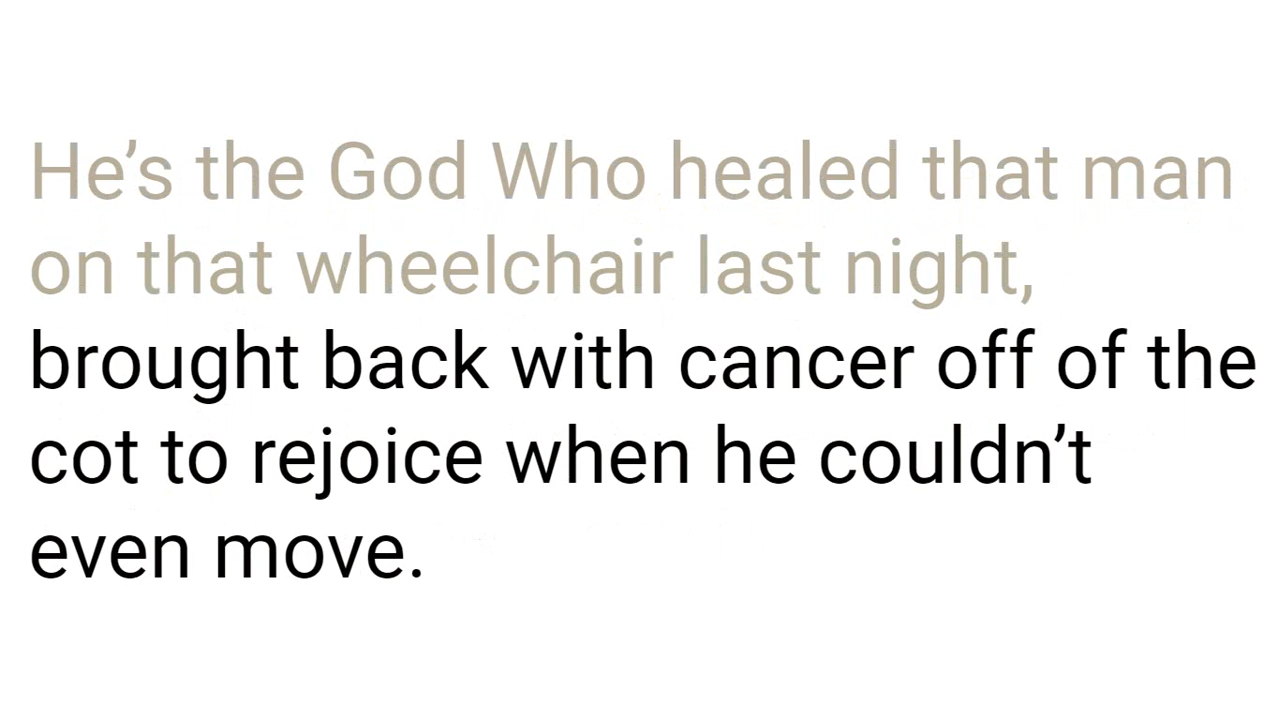 He’s the God Who healed that man
on that wheelchair last night,
brought back with cancer off of the
cot to rejoice when he couldn’t
even move.